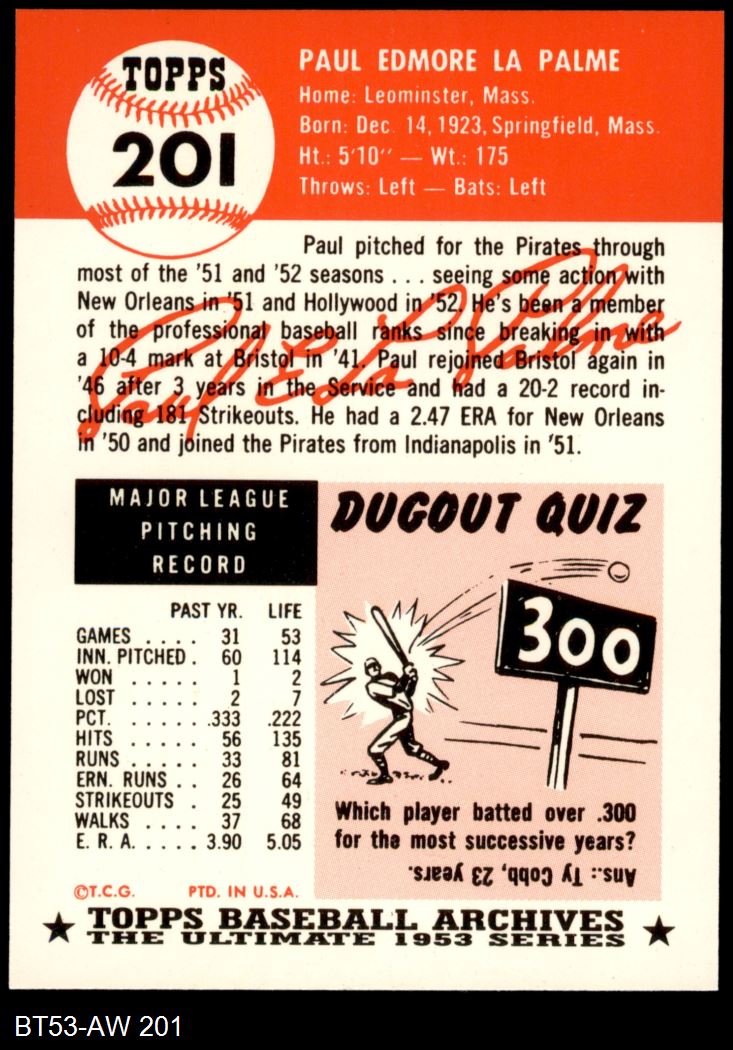 TOPPS
201
PAUL EDMORE LA PALME
Home: Leominster, Mass.
Born: Dec. 14, 1923, Springfield, Mass.
Ht.: 5'10" — Wt.: 175
Throws: Left — Bats: Left
Paul pitched for the Pirates through
most of the '51 and '52 seasons . . . seeing some action with
New Orleans in '51 and Hollywood in '52. He's been a member
of the professional baseball ranks since breaking in with
a 10-4 mark at Bristol in '41. Paul rejoined Bristol again in
'46 after 3 years in the Service and had a 20-2 record in-
cluding 181 Strikeouts. He had a 2.47 ERA for New Orleans
in '50 and joined the Pirates from Indianapolis in '51.
Paul E La Palme
MAJOR LEAGUE
PITCHING
RECORD
PAST YR. LIFE
GAMES . . . . 31 53
INN. PITCHED . 60 114
WON . . . . . 1 2
LOST . . . . . 2 7
PCT. . . . . . .333 .222
HITS . . . . . 56 135
RUNS . . . . . 33 81
ERN. RUNS . . 26 64
STRIKEOUTS . 25 49
WALKS . . . . 37 68
E. R. A. . . . . . 3.90 5.05
DUGOUT QUIZ
300
Which player batted over .300
for the most successive years?
Ans.: Ty Cobb, 23 years.
©T.C.G. PTD. IN U.S.A.
TOPPS BASEBALL ARCHIVES
THE ULTIMATE 1953 SERIES
BT53-AW 201